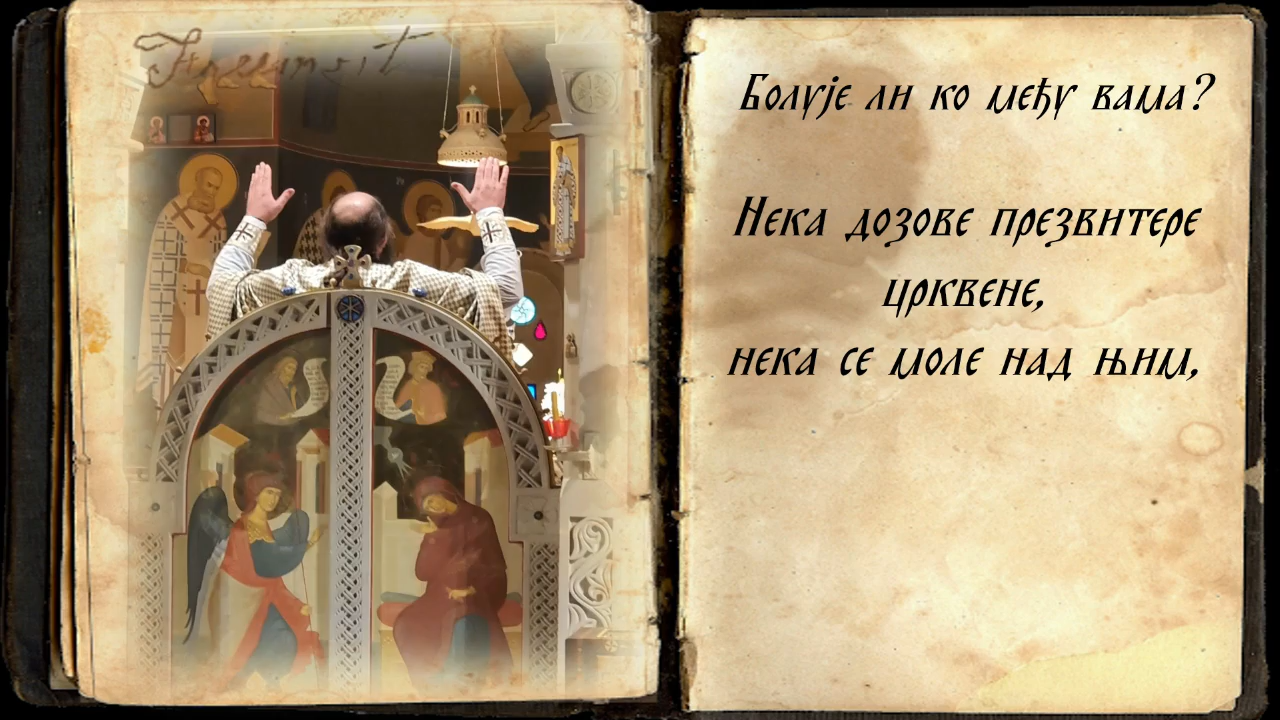 Болује ли ко међу вама?
Нека дозове презвитере
црквене,
нека се моле над њим,